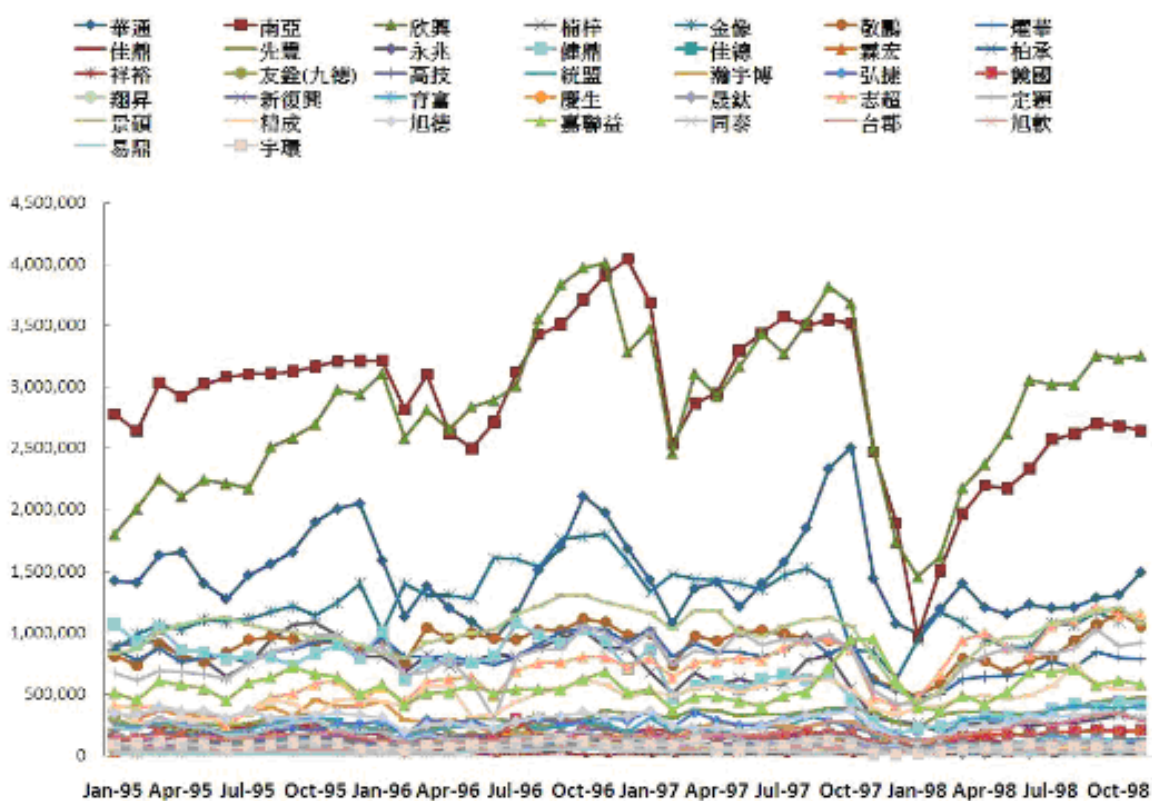 華通 南亞 欣興 楠梓 金像 敬鵬 燿華
佳鼎 先豐 永兆 健鼎 佳總 霖宏 柏承
祥裕 友銓(九德) 高技 統盟 瀚宇博 弘捷 競國
翔昇 新復興 育富 慶生 晟鈦 志超 定穎
景碩 精成 旭德 嘉聯益 同泰 台郡 旭軟
易鼎 宇環
4,500,000
4,000,000
3,500,000
3,000,000
2,500,000
2,000,000
1,500,000
1,000,000
500,000
0
Jan-95 Apr-95 Jul-95 Oct-95 Jan-96 Apr-96 Jul-96 Oct-96 Jan-97 Apr-97 Jul-97 Oct-97 Jan-98 Apr-98 Jul-98 Oct-98